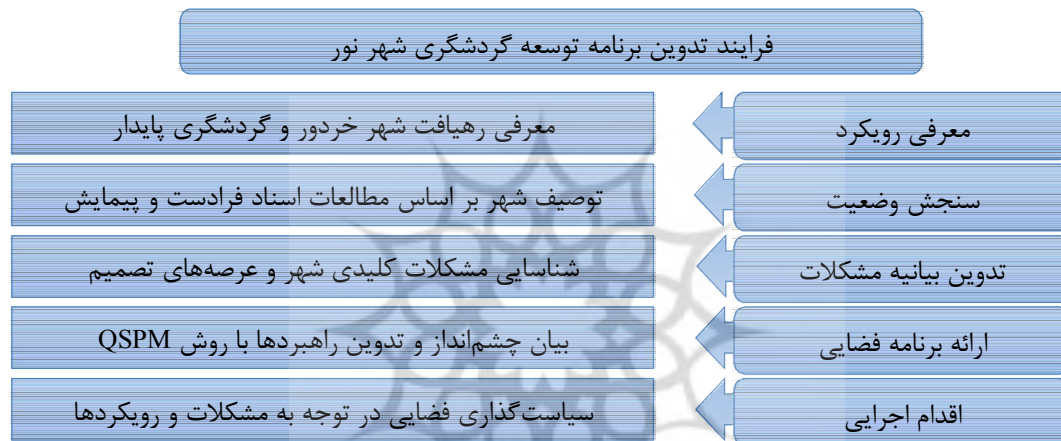 فرایند تدوین برنامه توسعه گردشگری شهر نور
معرفی رویکرد
معرفی رهیافت شهر خردور و گردشگری پایدار
سنجش وضعیت
توصیف شهر بر اساس مطالعات اسناد فرادست و پیمایش
تدوین بیانیه مشکلات
شناسایی مشکلات کلیدی شهر و عرصه‌های تصمیم
ارائه برنامه فضایی
بیان چشم‌انداز و تدوین راهبردها با روش QSPM
اقدام اجرایی
سیاست‌گذاری فضایی در توجه به مشکلات و رویکردها